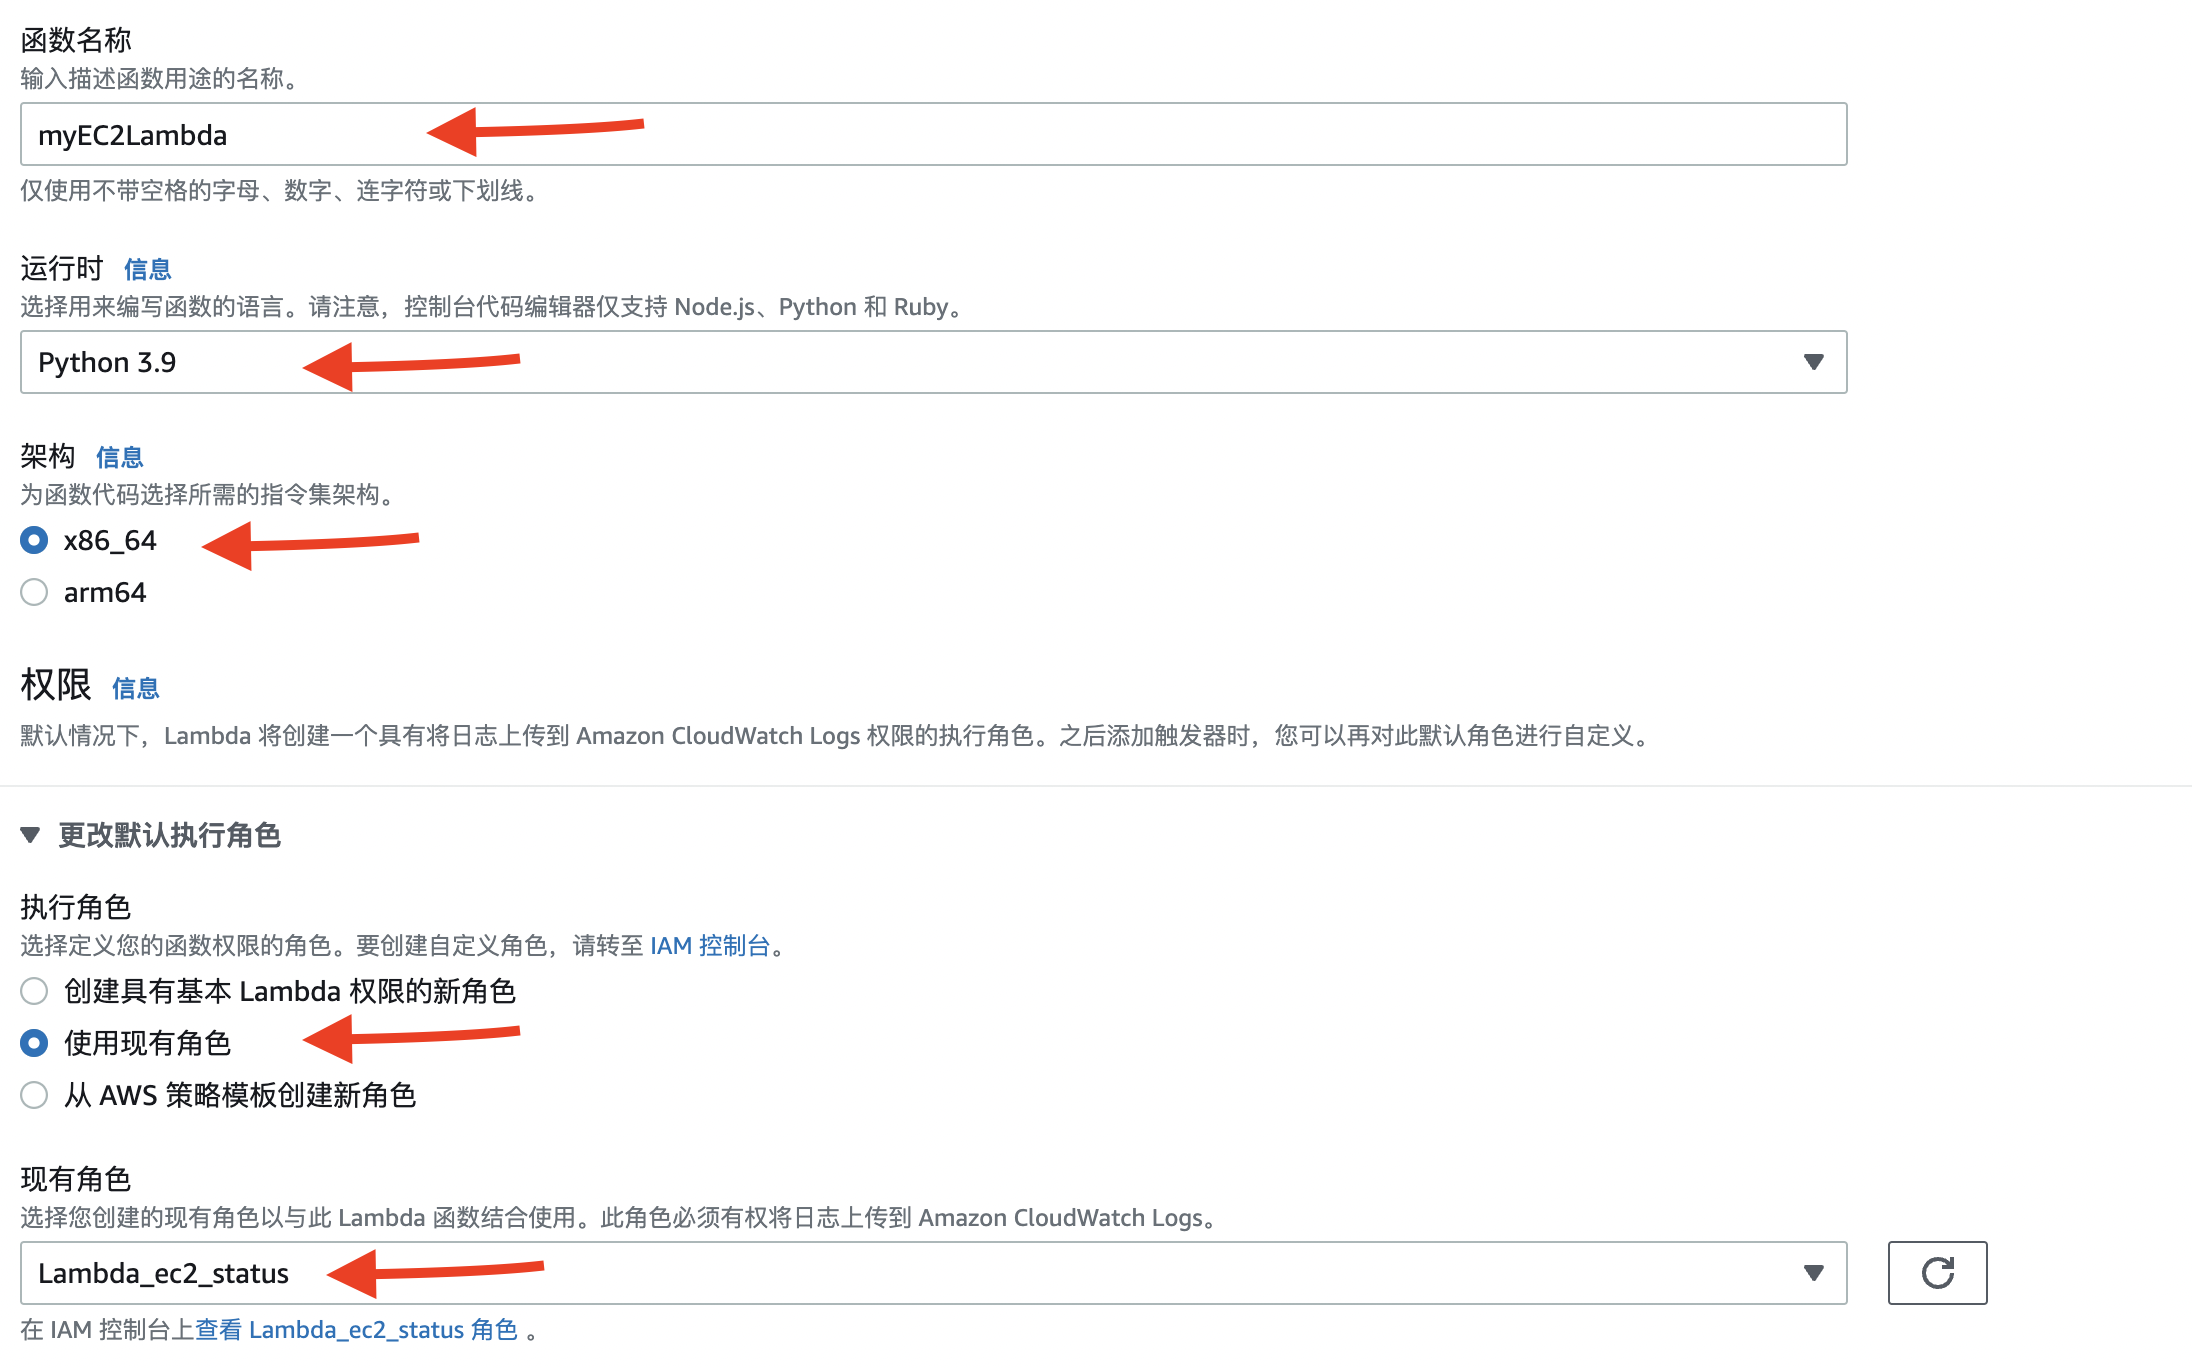 函数名称
输入描述函数用途的名称。
myEC2Lambda
仅使用不带空格的字母、数字、连字符或下划线。
运行时 信息
选择用来编写函数的语言。请注意，控制台代码编辑器仅支持 Node.js、Python 和 Ruby。
Python 3.9
架构 信息
为函数代码选择所需的指令集架构。
x86_64
arm64
权限 信息
默认情况下，Lambda 将创建一个具有将日志上传到 Amazon CloudWatch Logs 权限的执行角色。之后添加触发器时，您可以再对此默认角色进行自定义。
更改默认执行角色
执行角色
选择定义您的函数权限的角色。要创建自定义角色，请转至 IAM 控制台。
创建具有基本 Lambda 权限的新角色
使用现有角色
从 AWS 策略模板创建新角色
现有角色
选择您创建的现有角色以与此 Lambda 函数结合使用。此角色必须有权将日志上传到 Amazon CloudWatch Logs。
Lambda_ec2_status
在 IAM 控制台上查看 Lambda_ec2_status 角色 。